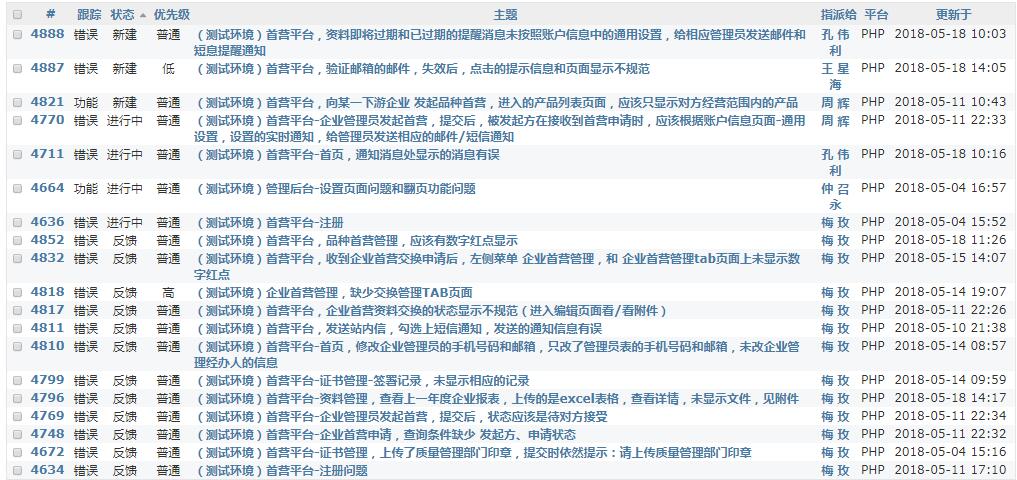 # 跟踪 状态 优先级 主题 指派给 平台 更新于
4888 错误 新建 普通 （测试环境）首营平台，资料即将过期和已过期的提醒消息未按照账户信息中的通用设置，给相应管理员发送邮件和 孔 伟 PHP 2018-05-18 10:03
短息提醒通知 利
4887 错误 新建 低 （测试环境）首营平台，验证邮箱的邮件，失效后，点击的提示信息和页面显示不规范 王 星 PHP 2018-05-18 14:05
海
4821 功能 新建 普通 （测试环境）首营平台，向某一下游企业 发起品种首营，进入的产品列表页面，应该只显示对方经营范围内的产品 周 辉 PHP 2018-05-11 10:43
4770 错误 进行中 普通 （测试环境）首营平台-企业管理员发起首营，提交后，被发起方在接收到首营申请时，应该根据账户信息页面-通用 周 辉 PHP 2018-05-11 22:33
设置，设置的实时通知，给管理员发送相应的邮件/短信通知
4711 错误 进行中 普通 （测试环境）首营平台-首页，通知消息处显示的消息有误 孔 伟 PHP 2018-05-18 10:16
利
4664 功能 进行中 普通 （测试环境）管理后台-设置页面问题和翻页功能问题 仲 召 PHP 2018-05-04 16:57
永
4636 错误 进行中 普通 （测试环境）首营平台-注册 梅 玫 PHP 2018-05-04 15:52
4852 错误 反馈 普通 （测试环境）首营平台，品种首营管理，应该有数字红点显示 梅 玫 PHP 2018-05-18 11:26
4832 错误 反馈 普通 （测试环境）首营平台，收到企业首营交换申请后，左侧菜单 企业首营管理，和 企业首营管理tab页面上未显示数 梅 玫 PHP 2018-05-15 14:07
字红点
4818 错误 反馈 高 （测试环境）企业首营管理，缺少交换管理TAB页面 梅 玫 PHP 2018-05-14 19:07
4817 错误 反馈 普通 （测试环境）首营平台，企业首营资料交换的状态显示不规范（进入编辑页面看/看附件） 梅 玫 PHP 2018-05-11 22:26
4811 错误 反馈 普通 （测试环境）首营平台，发送站内信，勾选上短信通知，发送的通知信息有误 梅 玫 PHP 2018-05-10 21:38
4810 错误 反馈 普通 （测试环境）首营平台-首页，修改企业管理员的手机号码和邮箱，只改了管理员表的手机号码和邮箱，未改企业管 梅 玫 PHP 2018-05-14 08:57
理经办人的信息
4799 错误 反馈 普通 （测试环境）首营平台-证书管理-签署记录，未显示相应的记录 梅 玫 PHP 2018-05-14 09:59
4796 错误 反馈 普通 （测试环境）首营平台-资料管理，查看上一年度企业报表，上传的是excel表格，查看详情，未显示文件，见附件 梅 玫 PHP 2018-05-18 14:17
4769 错误 反馈 普通 （测试环境）首营平台-企业管理员发起首营，提交后，状态应该是待对方接受 梅 玫 PHP 2018-05-11 22:34
4748 错误 反馈 普通 （测试环境）首营平台-企业首营申请，查询条件缺少 发起方、申请状态 梅 玫 PHP 2018-05-11 22:32
4672 错误 反馈 普通 （测试环境）首营平台-证书管理，上传了质量管理部门印章，提交时依然提示：请上传质量管理部门印章 梅 玫 PHP 2018-05-04 15:16
4634 错误 反馈 普通 （测试环境）首营平台-注册问题 梅 玫 PHP 2018-05-11 17:10